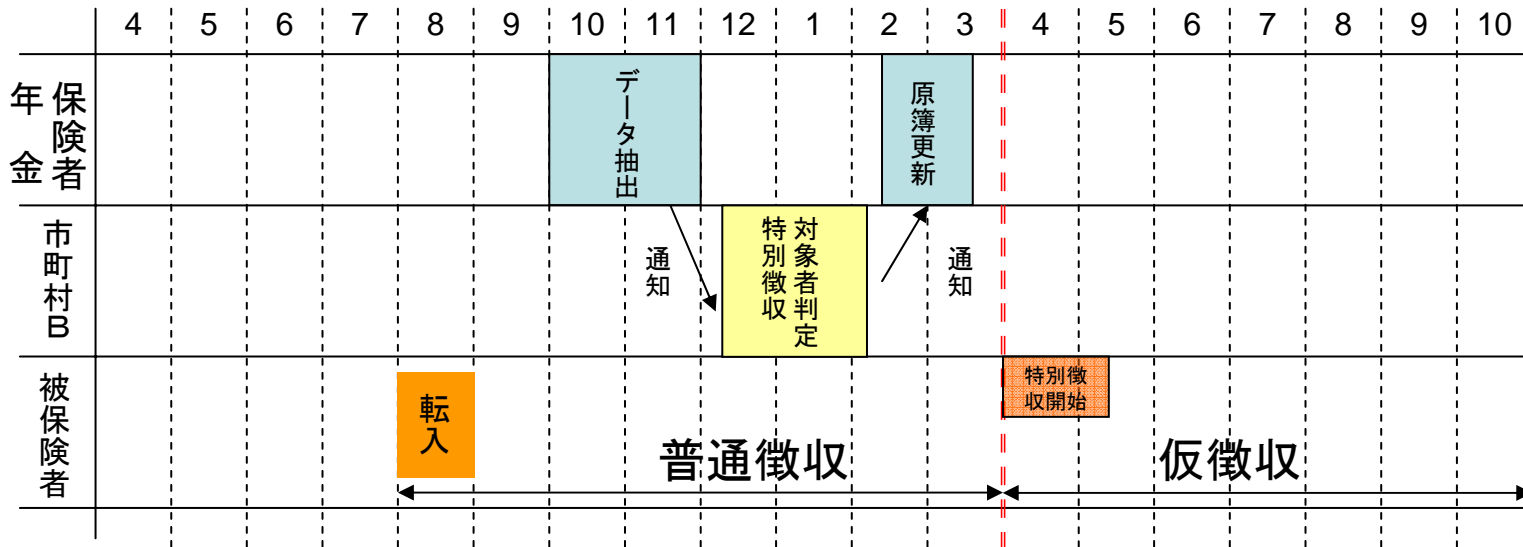 4 5 6 7 8 9 10 11 12 1 2 3 4 5 6 7 8 9 10
年金
保険者
データ抽出
原簿更新
市町村B
通知
特別徴収
対象者判定
通知
被保険者
転入
特別徴
収開始
普通徴収
仮徴収